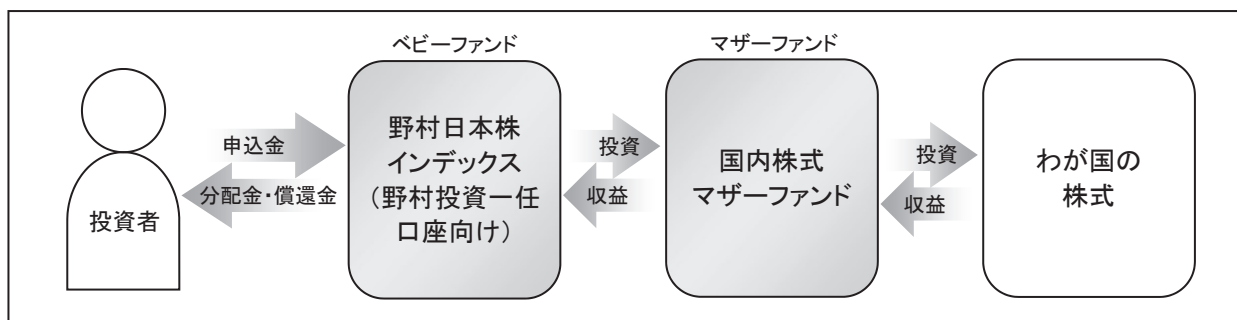 ベビーファンド
マザーファンド
投資者
申込金
分配金・償還金
野村日本株
インデックス
（野村投資一任
口座向け）
投資
収益
国内株式
マザーファンド
投資
収益
わが国の
株式